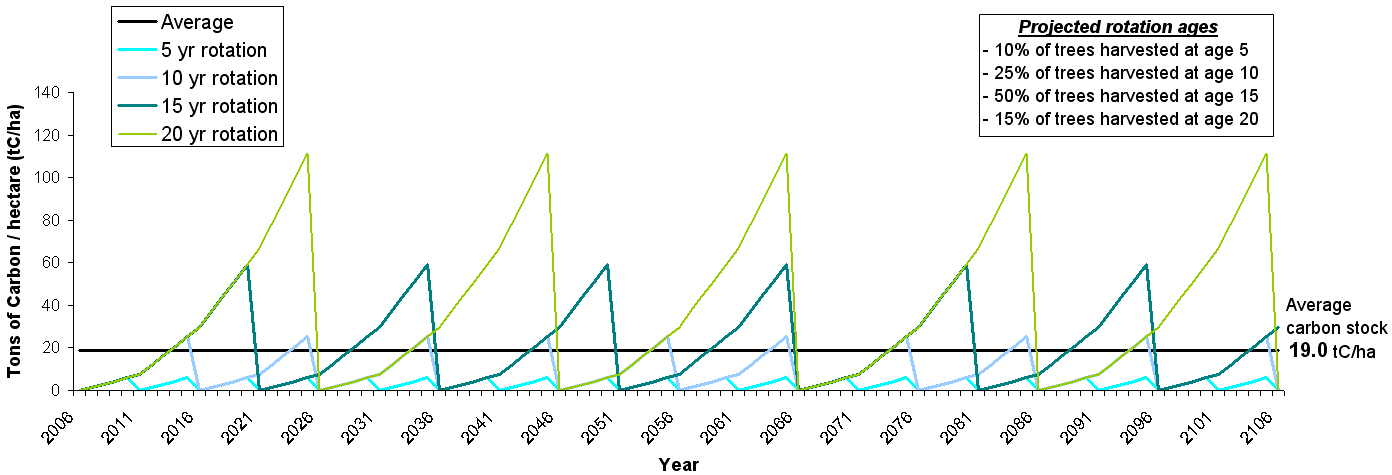 Average
5 yr rotation
10 yr rotation
15 yr rotation
20 yr rotation
Projected rotation ages
- 10% of trees harvested at age 5
- 25% of trees harvested at age 10
- 50% of trees harvested at age 15
- 15% of trees harvested at age 20
Tons of Carbon / hectare (tC/ha)
140
120
100
80
60
40
20
0
Average
carbon stock
19.0 tC/ha
2006
2011
2016
2021
2026
2031
2036
2041
2046
2051
2056
2061
2066
2071
2076
2081
2086
2091
2096
2101
2106
Year